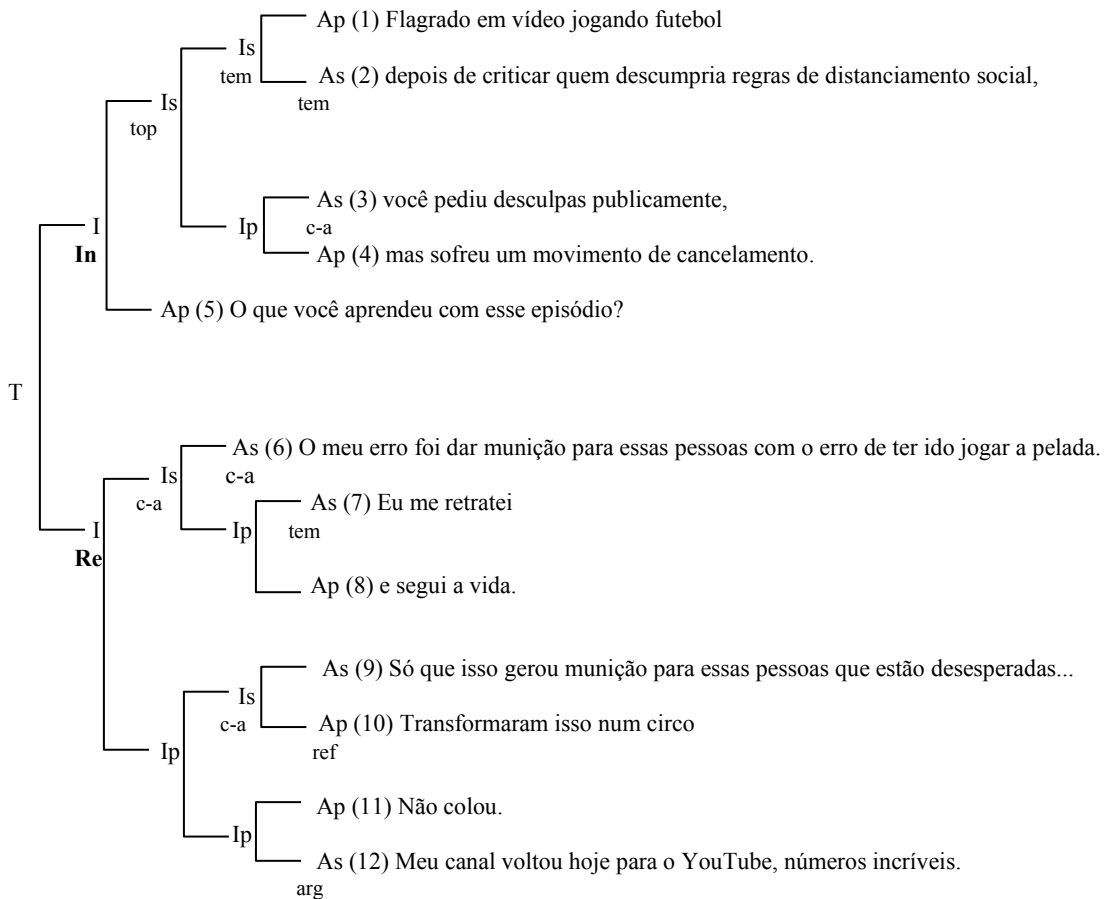 Ap (1) Flagrado em vídeo jogando futebol
Is
tem
As (2) depois de criticar quem descumpria regras de distanciamento social,
tem
Is
top
As (3) você pediu desculpas publicamente,
c-a
Ip
Ap (4) mas sofreu um movimento de cancelamento.
I
In
Ap (5) O que você aprendeu com esse episódio?
T
As (6) O meu erro foi dar munição para essas pessoas com o erro de ter ido jogar a pelada.
c-a
Is
c-a
As (7) Eu me retratei
tem
Ip
Ap (8) e segui a vida.
I
Re
As (9) Só que isso gerou munição para essas pessoas que estão desesperadas...
Is
c-a
Ap (10) Transformaram isso num circo
ref
Ip
Ap (11) Não colou.
Ip
As (12) Meu canal voltou hoje para o YouTube, números incríveis.
arg